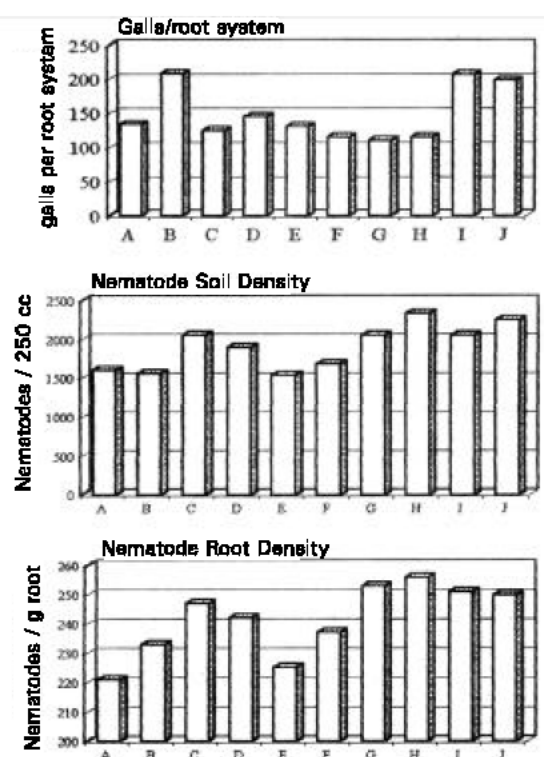 Galls/root system
galls per root system
250
200
150
100
50
0
A B C D E F G H I J
Nematode Soil Density
Nematodes / 250 cc
2500
2000
1500
1000
500
0
A B C D E F G H I J
Nematode Root Density
Nematodes / g root
260
250
240
230
220
210
200
A B C D E F G H I J